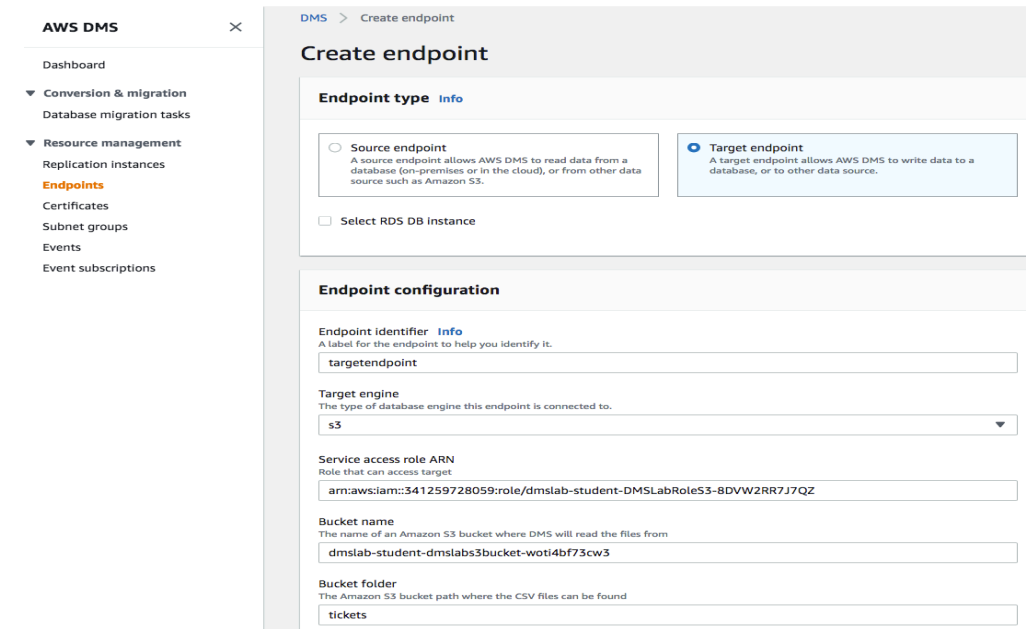 AWS DMS
Dashboard
Conversion & migration
Database migration tasks
Resource management
Replication instances
Endpoints
Certificates
Subnet groups
Events
Event subscriptions
DMS > Create endpoint
Create endpoint
Endpoint type Info
Source endpoint
A source endpoint allows AWS DMS to read data from a
database (on-premises or in the cloud), or from other data
source such as Amazon S3.
Target endpoint
A target endpoint allows AWS DMS to write data to a
database, or to other data source.
Select RDS DB instance
Endpoint configuration
Endpoint identifier Info
A label for the endpoint to help you identify it.
targetendpoint
Target engine
The type of database engine this endpoint is connected to.
s3
Service access role ARN
Role that can access target
arn:aws:iam::341259728059:role/dmslab-student-DMSLabRoleS3-8DVW2RR7J7QZ
Bucket name
The name of an Amazon S3 bucket where DMS will read the files from
dmslab-student-dmslabs3bucket-woti4bf73cw3
Bucket folder
The Amazon S3 bucket path where the CSV files can be found
tickets